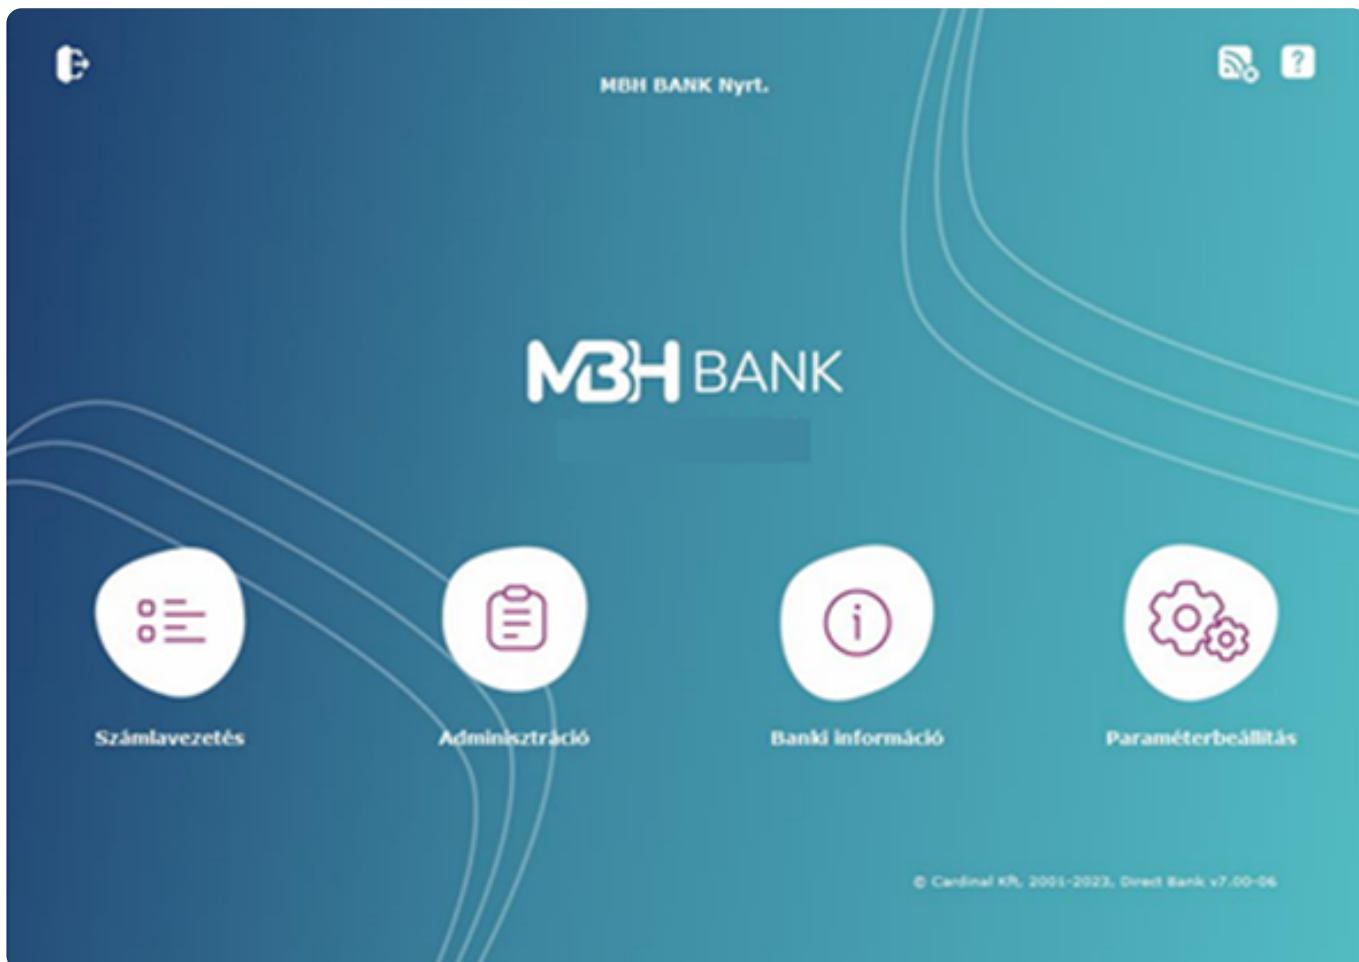 MBH BANK Nyrt.
?
MBH BANK
Számlavezetés
Adminisztráció
Banki információ
Paraméterbeállítás
© Cardinal Kft, 2001-2023, Direct Bank v7.00-06